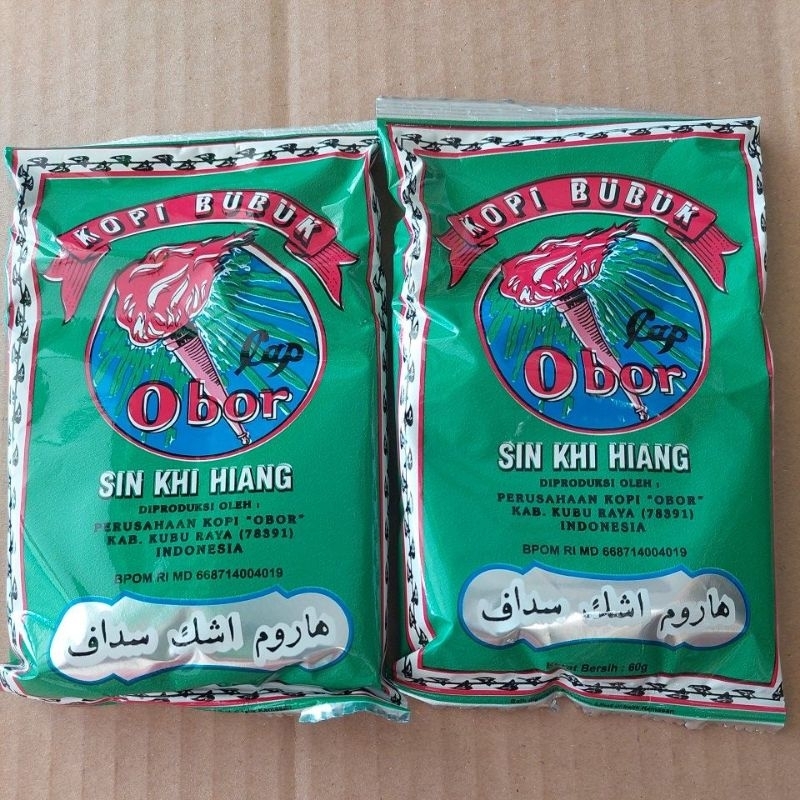 KOPI BUBUK
Cap
Obor
SIN KHI HIANG
DIPRODUKSI OLEH :
PERUSAHAAN KOPI "OBOR"
KAB. KUBU RAYA (78391)
INDONESIA
BPOM RI MD 668714004019
هاروم اشك سداف
KOPI BUBUK
Cap
Obor
SIN KHI HIANG
DIPRODUKSI OLEH :
PERUSAHAAN KOPI "OBOR"
KAB. KUBU RAYA (78391)
INDONESIA
BPOM RI MD 668714004019
هاروم اشك سداف
Bersih : 60g